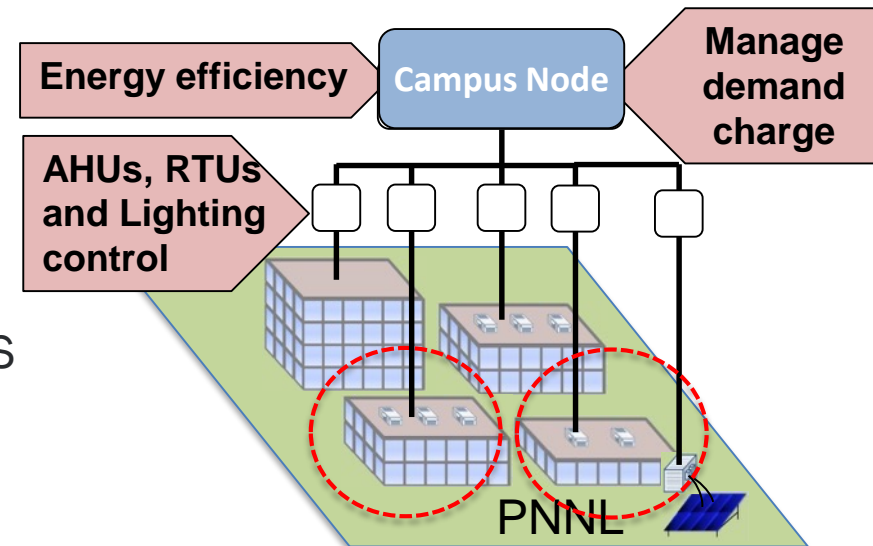 Energy efficiency
Campus Node
Manage
demand
charge
AHUs, RTUs
and Lighting
control
S
PNNL